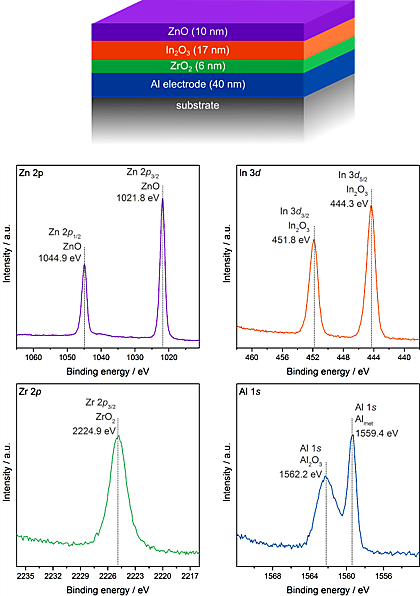 ZnO (10 nm)
In₂O₃ (17 nm)
ZrO₂ (6 nm)
Al electrode (40 nm)
substrate
Zn 2p
Zn 2p₃/₂
ZnO
1021.8 eV
Zn 2p₁/₂
ZnO
1044.9 eV
Intensity / a.u.
1060 1050 1040 1030 1020
Binding energy / eV
In 3d
In 3d₅/₂
In₂O₃
444.3 eV
In 3d₃/₂
In₂O₃
451.8 eV
Intensity / a.u.
460 456 452 448 444 440
Binding energy / eV
Zr 2p
Zr 2p₃/₂
ZrO₂
2224.9 eV
Intensity / a.u.
2235 2232 2229 2226 2223 2220 2217
Binding energy / eV
Al 1s
Al 1s
Alₘₑₜ
1559.4 eV
Al 1s
Al₂O₃
1562.2 eV
Intensity / a.u.
1568 1564 1560 1556
Binding energy / eV